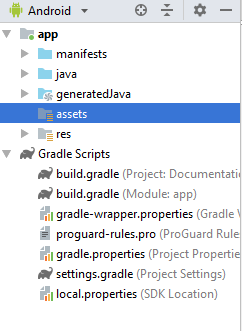 Android
app
manifests
java
generatedJava
assets
res
Gradle Scripts
build.gradle (Project: Documentatio
build.gradle (Module: app)
gradle-wrapper.properties (Gradle W
proguard-rules.pro (ProGuard Rules
gradle.properties (Project Propertie
settings.gradle (Project Settings)
local.properties (SDK Location)